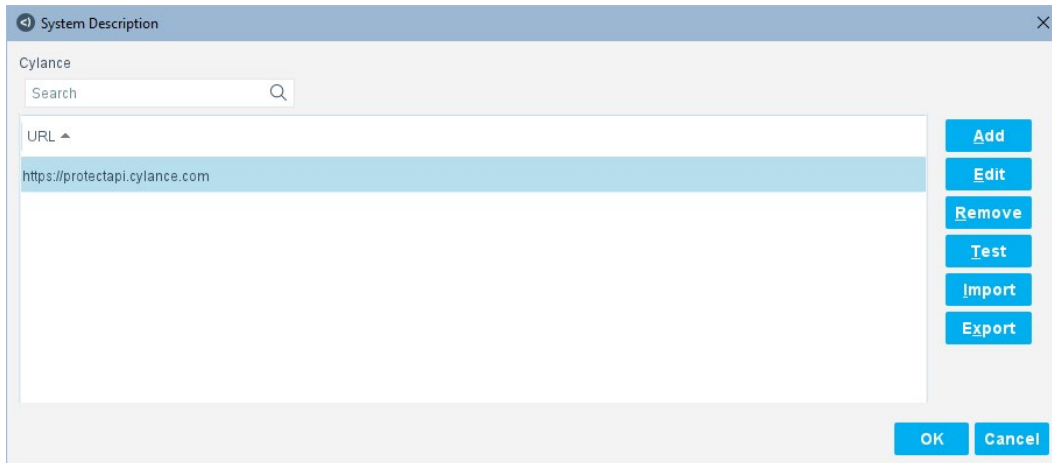 System Description
Cylance
Search
URL
Add
https://protectapi.cylance.com
Edit
Remove
Test
Import
Export
OK
Cancel